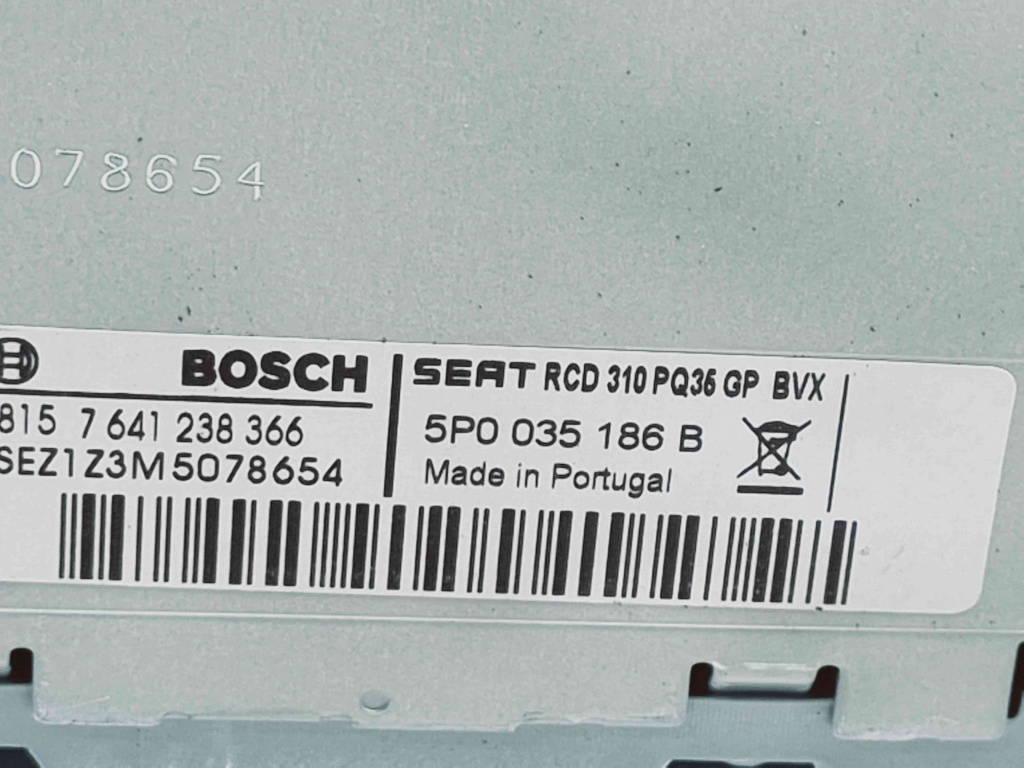 078654
BOSCH
SEAT RCD 310 PQ36 GP BVX
815 7 641 238 366
SEZ1Z3M5078654
5P0 035 186 B
Made in Portugal